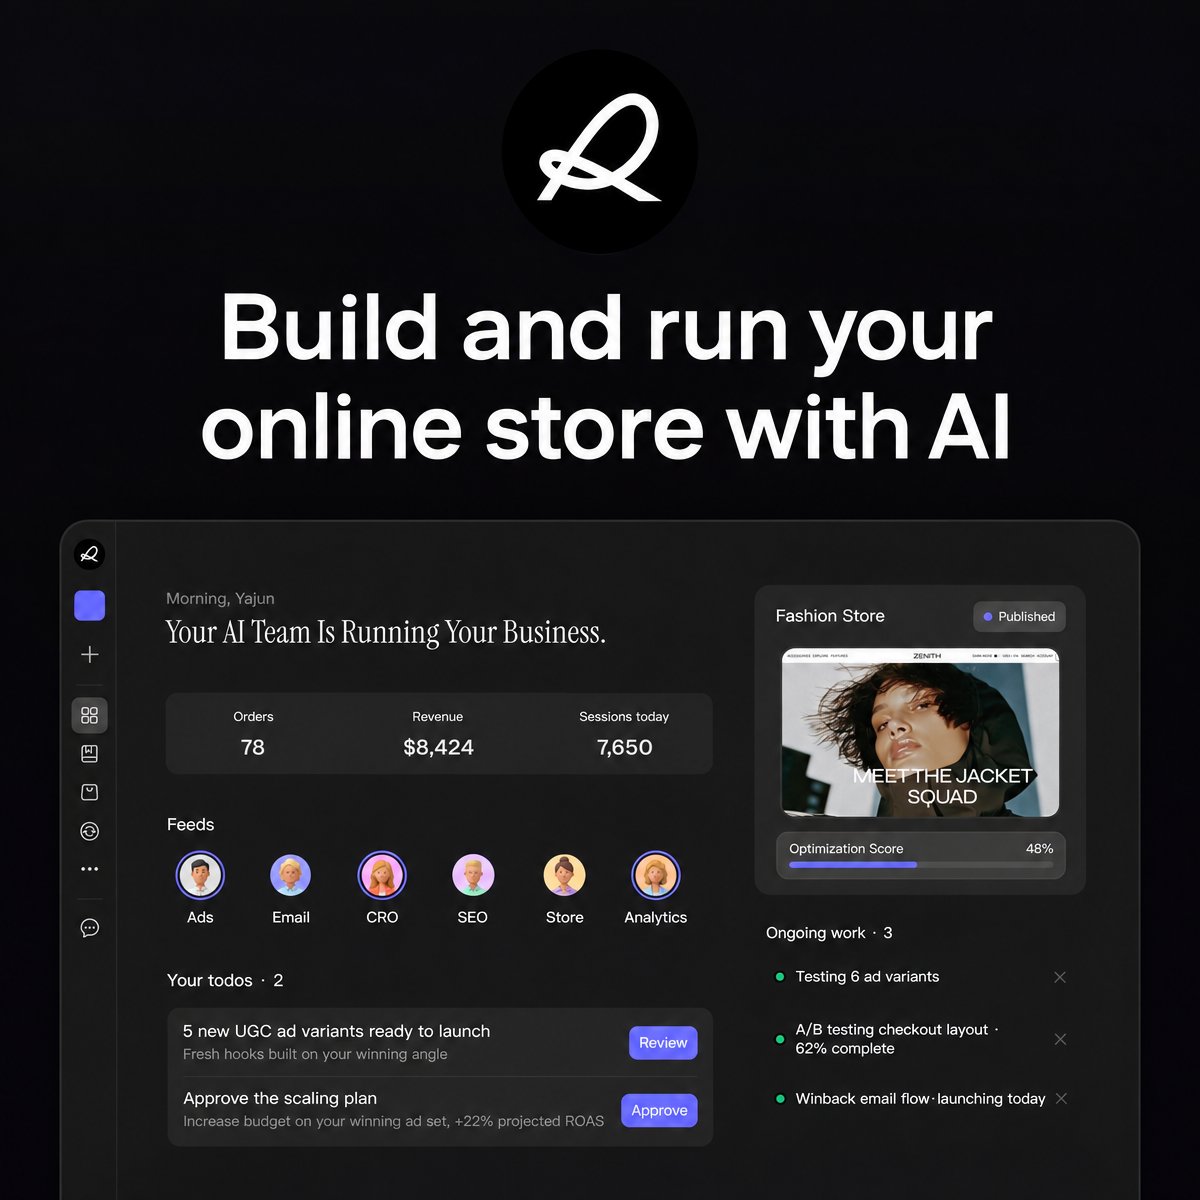 Build and run your
online store with AI
Morning, Yajun
Your AI Team Is Running Your Business.
Orders
78
Revenue
$8,424
Sessions today
7,650
Feeds
Ads
Email
CRO
SEO
Store
Analytics
Your todos · 2
5 new UGC ad variants ready to launch
Fresh hooks built on your winning angle
Review
Approve the scaling plan
Increase budget on your winning ad set, +22% projected ROAS
Approve
Fashion Store
Published
ACCESSORIES EXPLORE FEATURES
ZENITH
MEET THE JACKET
SQUAD
Optimization Score
48%
Ongoing work · 3
Testing 6 ad variants
A/B testing checkout layout ·
62% complete
Winback email flow · launching today